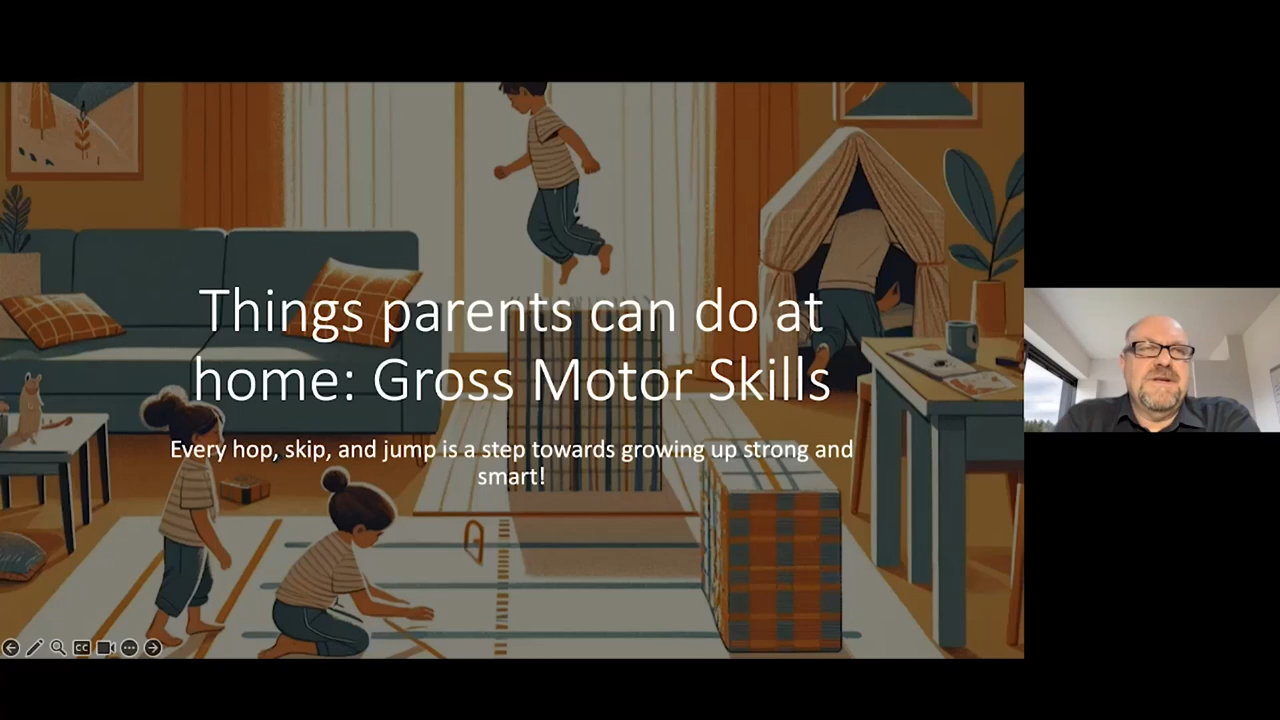 Things parents can do at
home: Gross Motor Skills
Every hop, skip, and jump is a step towards growing up strong and
smart!
CC